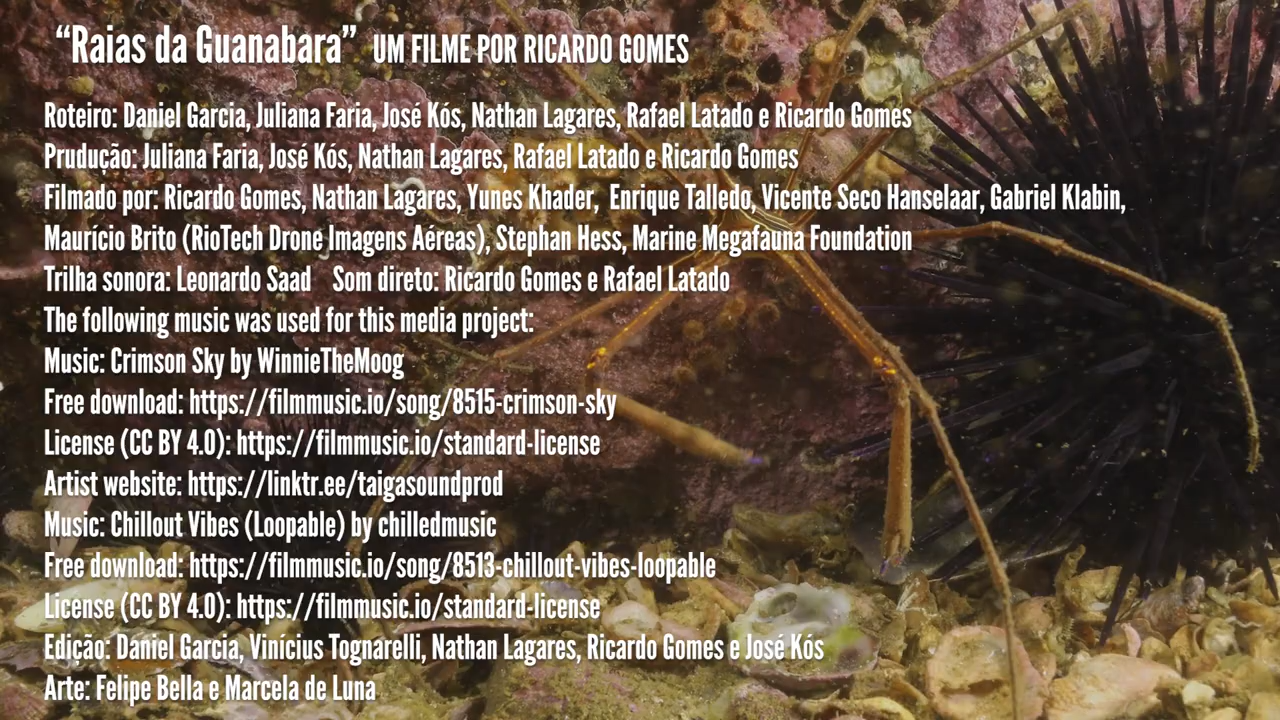 “Raias da Guanabara” UM FILME POR RICARDO GOMES
Roteiro: Daniel Garcia, Juliana Faria, José Kós, Nathan Lagares, Rafael Latado e Ricardo Gomes
Prudução: Juliana Faria, José Kós, Nathan Lagares, Rafael Latado e Ricardo Gomes
Filmado por: Ricardo Gomes, Nathan Lagares, Yunes Khader, Enrique Talledo, Vicente Seco Hanselaar, Gabriel Klabin,
Maurício Brito (RioTech Drone Imagens Aéreas), Stephan Hess, Marine Megafauna Foundation
Trilha sonora: Leonardo Saad Som direto: Ricardo Gomes e Rafael Latado
The following music was used for this media project:
Music: Crimson Sky by WinnieTheMoog
Free download: https://filmmusic.io/song/8515-crimson-sky
License (CC BY 4.0): https://filmmusic.io/standard-license
Artist website: https://linktr.ee/taigasoundprod
Music: Chillout Vibes (Loopable) by chilledmusic
Free download: https://filmmusic.io/song/8513-chillout-vibes-loopable
License (CC BY 4.0): https://filmmusic.io/standard-license
Edição: Daniel Garcia, Vinícius Tognarelli, Nathan Lagares, Ricardo Gomes e José Kós
Arte: Felipe Bella e Marcela de Luna